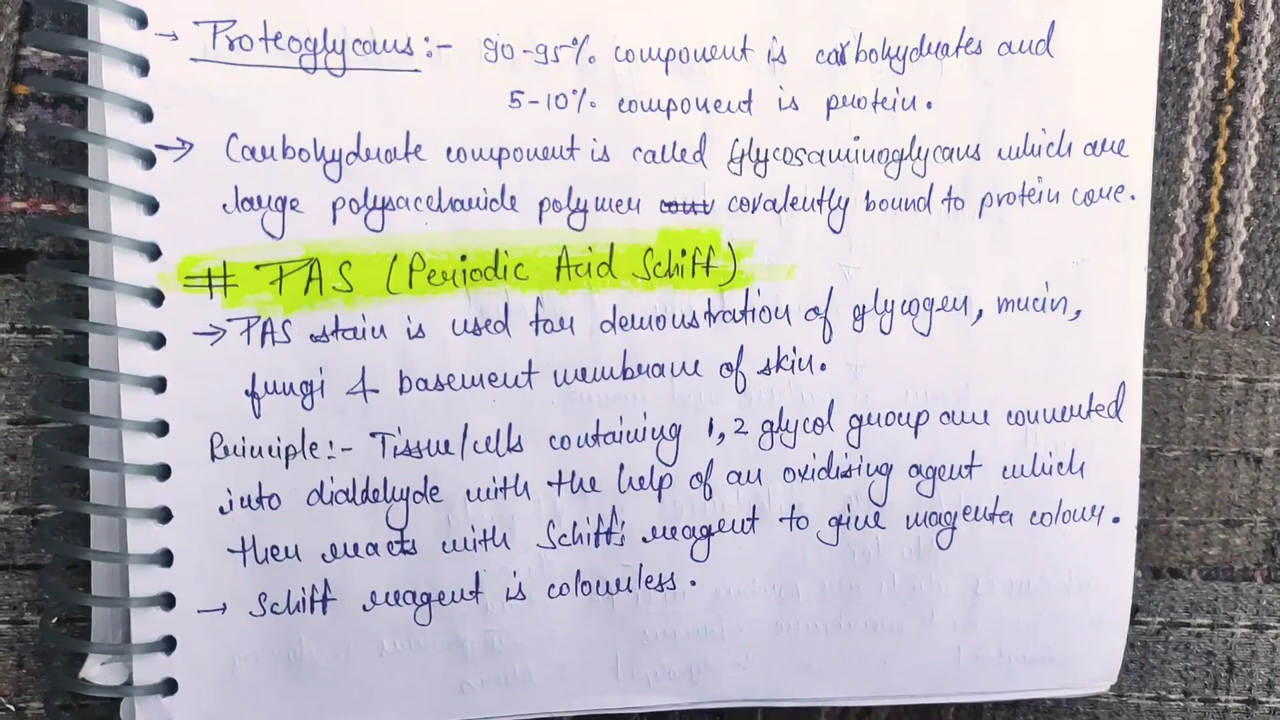 → Proteoglycans:- 90-95% component is carbohydrates and
5-10% component is protein.
→ Carbohydrate component is called Glycosaminoglycans which are
large polysaccharide polymer covalently bound to protein core.
# PAS (Periodic Acid Schiff)
→ PAS stain is used for demonstration of glycogen, mucin,
fungi & basement membrane of skin.
Principle:- Tissue/cells containing 1, 2 glycol group are converted
into dialdehyde with the help of an oxidising agent which
then reacts with Schiff's reagent to give magenta colour.
→ Schiff reagent is colourless.